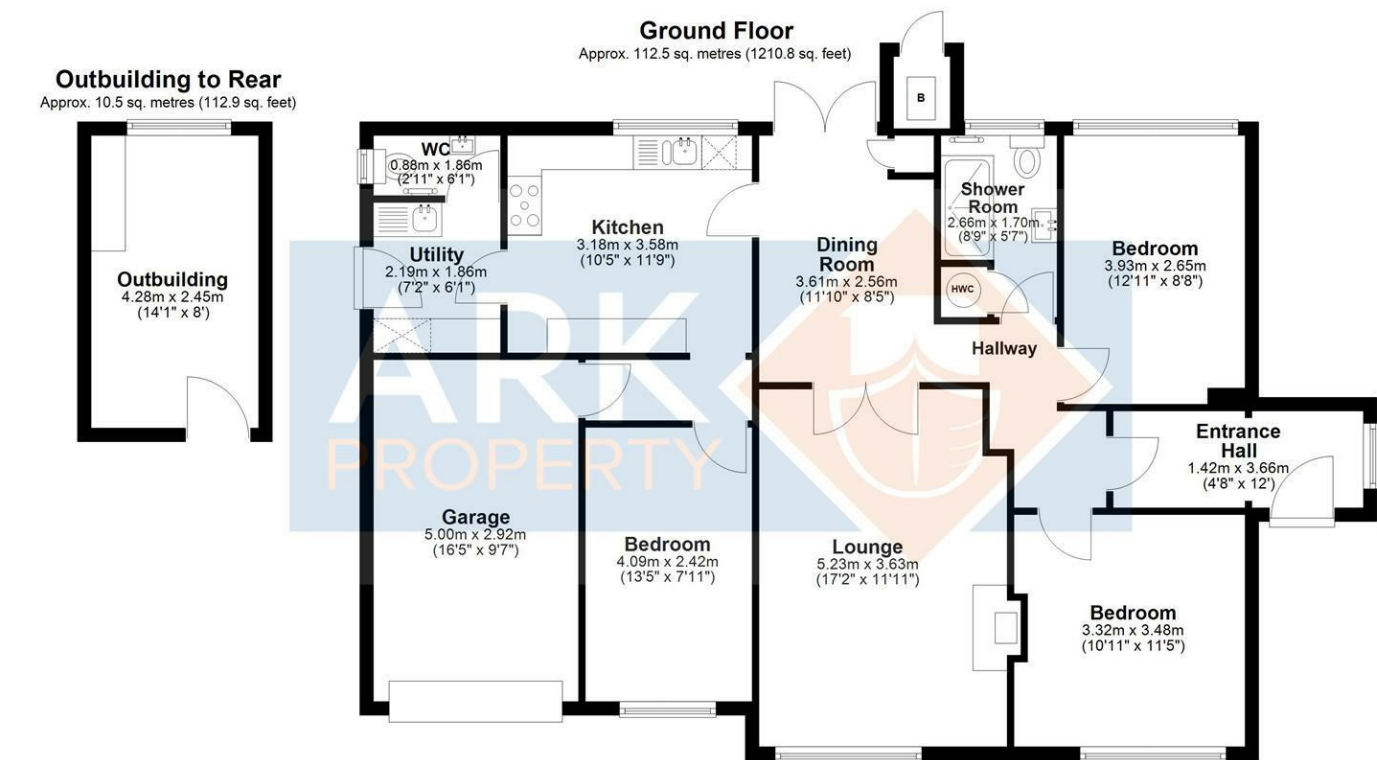 Ground Floor
Approx. 112.5 sq. metres (1210.8 sq. feet)
Outbuilding to Rear
Approx. 10.5 sq. metres (112.9 sq. feet)
B
WC
0.88m x 1.86m
(2'11" x 6'1")
Kitchen
3.18m x 3.58m
(10'5" x 11'9")
Shower
Room
2.66m x 1.70m
(8'9" x 5'7")
Utility
2.19m x 1.86m
(7'2" x 6'1")
Dining
Room
3.61m x 2.56m
(11'10" x 8'5")
Bedroom
3.93m x 2.65m
(12'11" x 8'8")
Outbuilding
4.28m x 2.45m
(14'1" x 8')
HWC
Hallway
ARK
PROPERTY
Entrance
Hall
1.42m x 3.66m
(4'8" x 12')
Garage
5.00m x 2.92m
(16'5" x 9'7")
Bedroom
4.09m x 2.42m
(13'5" x 7'11")
Lounge
5.23m x 3.63m
(17'2" x 11'11")
Bedroom
3.32m x 3.48m
(10'11" x 11'5")